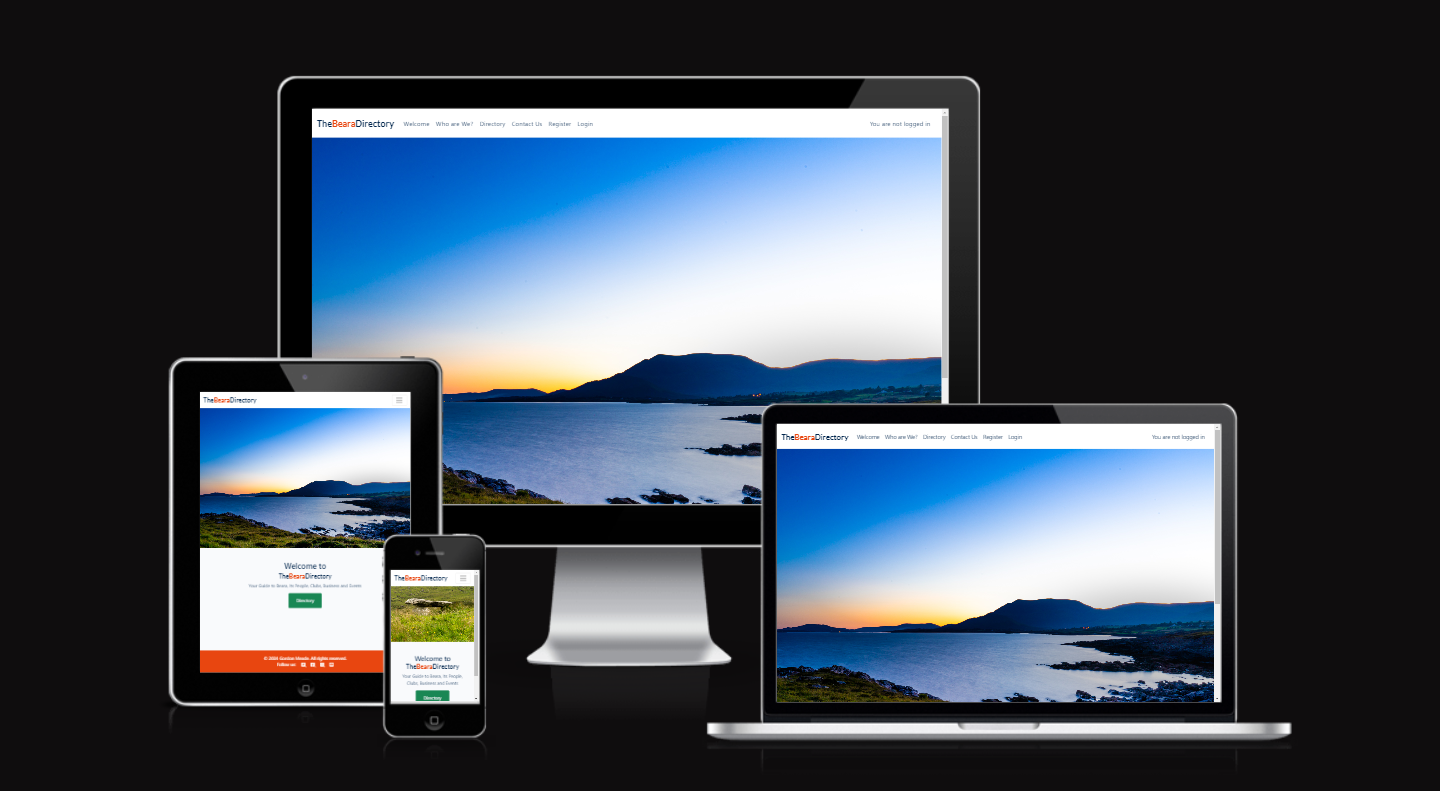 TheBearaDirectory Welcome Who are We? Directory Contact Us Register Login You are not logged in
TheBearaDirectory
Welcome to
TheBearaDirectory
Your Guide to Beara, its People, Clubs, Business and Events
Directory
© 2024 Gordon Meade. All rights reserved.
Follow us:
TheBearaDirectory
Welcome to
TheBearaDirectory
Your Guide to Beara, its People,
Clubs, Business and Events
Directory
TheBearaDirectory Welcome Who are We? Directory Contact Us Register Login You are not logged in